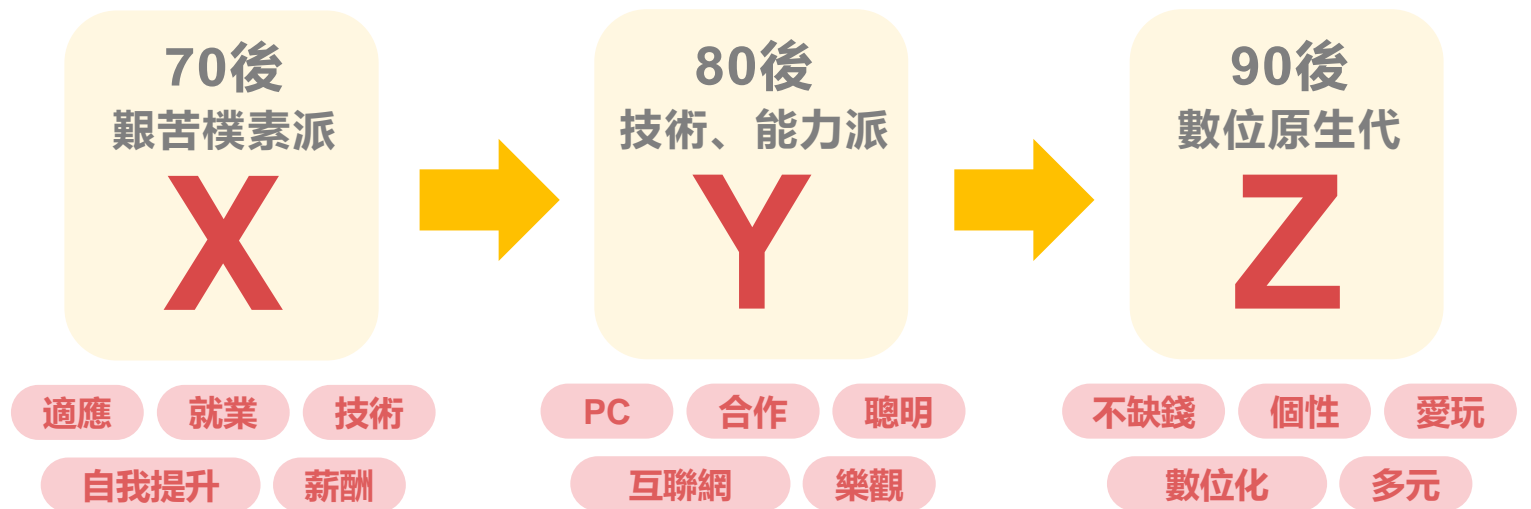 70後
艱苦樸素派
X
適應
就業
技術
自我提升
薪酬
80後
技術、能力派
Y
PC
合作
聰明
互聯網
樂觀
90後
數位原生代
Z
不缺錢
個性
愛玩
數位化
多元